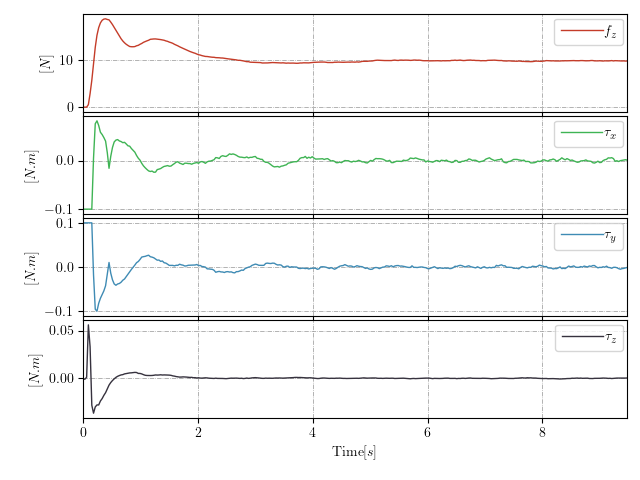 [N]
10
0
f_z
[N.m]
0.0
−0.1
τ_x
[N.m]
0.1
0.0
−0.1
τ_y
[N.m]
0.05
0.00
τ_z
0 2 4 6 8
Time[s]